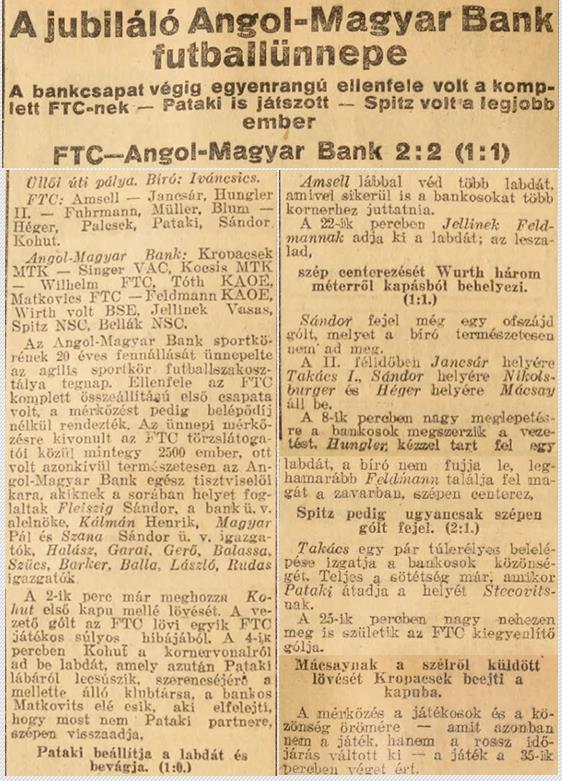 A jubiláló Angol-Magyar Bank
futballünnepe
A bankcsapat végig egyenrangú ellenfele volt a komp-
lett FTC-nek — Pataki is játszott — Spitz volt a legjobb
ember
FTC—Angol-Magyar Bank 2:2 (1:1)
Üllői úti pálya. Bíró: Iváncsics.
FTC: Amsell — Jancsár, Hungler
II. — Fuhrmann, Müller, Blum —
Héger, Palcsek, Pataki, Sándor
Kohut.
Angol-Magyar Bank: Kropacsek
MTK — Singer VAC, Kocsis MTK
— Wilhelm FTC, Tóth KAOE,
Matkovics FTC — Feldmann KAOE,
Wirth volt BSE, Jellinek Vasas,
Spitz NSC, Bellák NSC.
Az Angol-Magyar Bank sportkö-
rének 20 éves fennállását ünnepelte
az agilis sportkör futballszakosz-
tálya tegnap. Ellenfele az FTC
komplett összeállítású első csapata
volt, a mérkőzést pedig belépődíj
nélkül rendezték. Az ünnepi mérkő-
zésre kivonult az FTC törzslátoga-
tói közül mintegy 2500 ember, ott
volt azonkívül természetesen az An-
gol-Magyar Bank egész tisztviselői
kara, akiknek a sorában helyet fog-
laltak Fleiszig Sándor, a bank ü. v.
alelnöke, Kálmán Henrik, Magyar
Pál és Szana Sándor ü. v. igazga-
tók, Halász, Garai, Gerő, Balassa,
Szücs, Barker, Balla, László, Rudas
igazgatók.
A 2-ik perc már meghozza Ko-
hut első kapu mellé lövését. A ve-
zető gólt az FTC lövi egyik FTC
játékos súlyos hibájából. A 4-ik
percben Kohut a kornervonalról
ad be labdát, amely azután Pataki
lábáról lecsúszik, szerencséjére a
mellette álló klubtársa, a bankos
Matkovits elé esik, aki elfelejti,
hogy most nem Pataki partnere,
szépen visszaadja,
Pataki beállítja a labdát és
bevágja. (1:0.)
Amsell lábbal véd több labdát,
amivel sikerül is a bankosokat több
kornerhez juttatnia.
A 22-ik percben Jellinek Feld-
mannak adja ki a labdát; az lesza-
lad,
szép centerezését Wurth három
méterről kapásból behelyezi.
(1:1.)
Sándor fejel még egy ofszájd
gólt, melyet a bíró természetesen
nem ad meg.
A II. félidőben Jancsár helyére
Takács I., Sándor helyére Nikols-
burger és Héger helyére Mácsay
áll be.
A 8-ik percben nagy meglepetés-
re a bankosok megszerzik a veze-
tést. Hungler kézzel tart fel egy
labdát, a bíró nem fujja le, leg-
hamarább Feldmann találja fel ma-
gát a zavarban, szépen centerez,
Spitz pedig ugyancsak szépen
gólt fejel. (2:1.)
Takács egy pár túlerélyes belelé-
pése izgatja a bankosok közönsé-
gét. Teljes a sötétség már, amikor
Pataki átadja a helyét Stecovits-
nak.
A 25-ik percben nagy nehezen
meg is születik az FTC kiegyenlítő
gólja.
Mácsaynak a szélről küldött
lövését Kropacsek beejti a
kapuba.
A mérkőzés a játékosok és a kö-
zönség örömére — amit azonban
nem a játék, hanem a rossz idő-
járás váltott ki — a játék a 35-ik
percben véget ért.